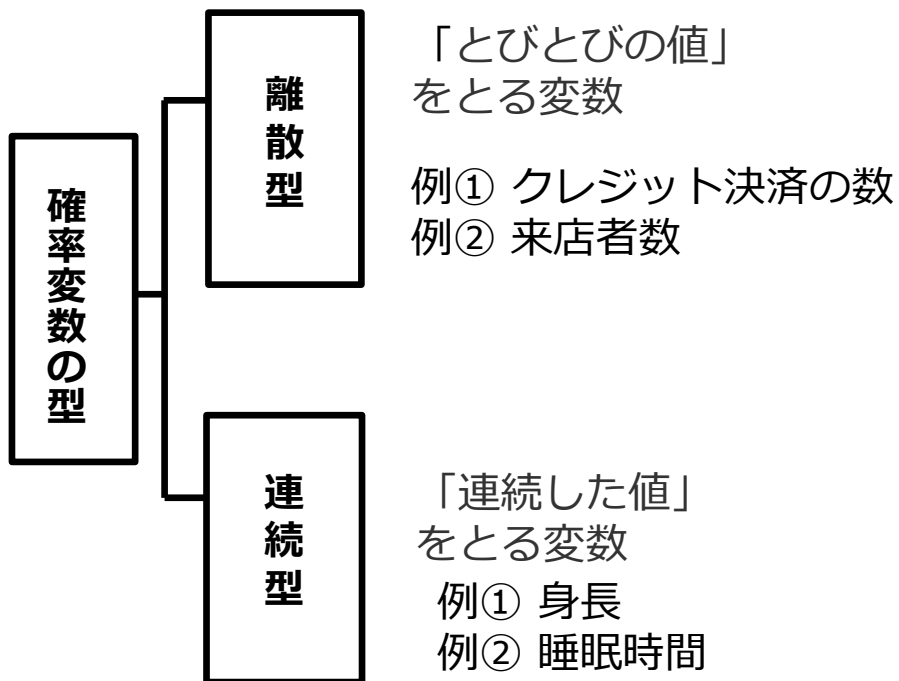 確率変数の型
離散型
「とびとびの値」
をとる変数
例① クレジット決済の数
例② 来店者数
連続型
「連続した値」
をとる変数
例① 身長
例② 睡眠時間